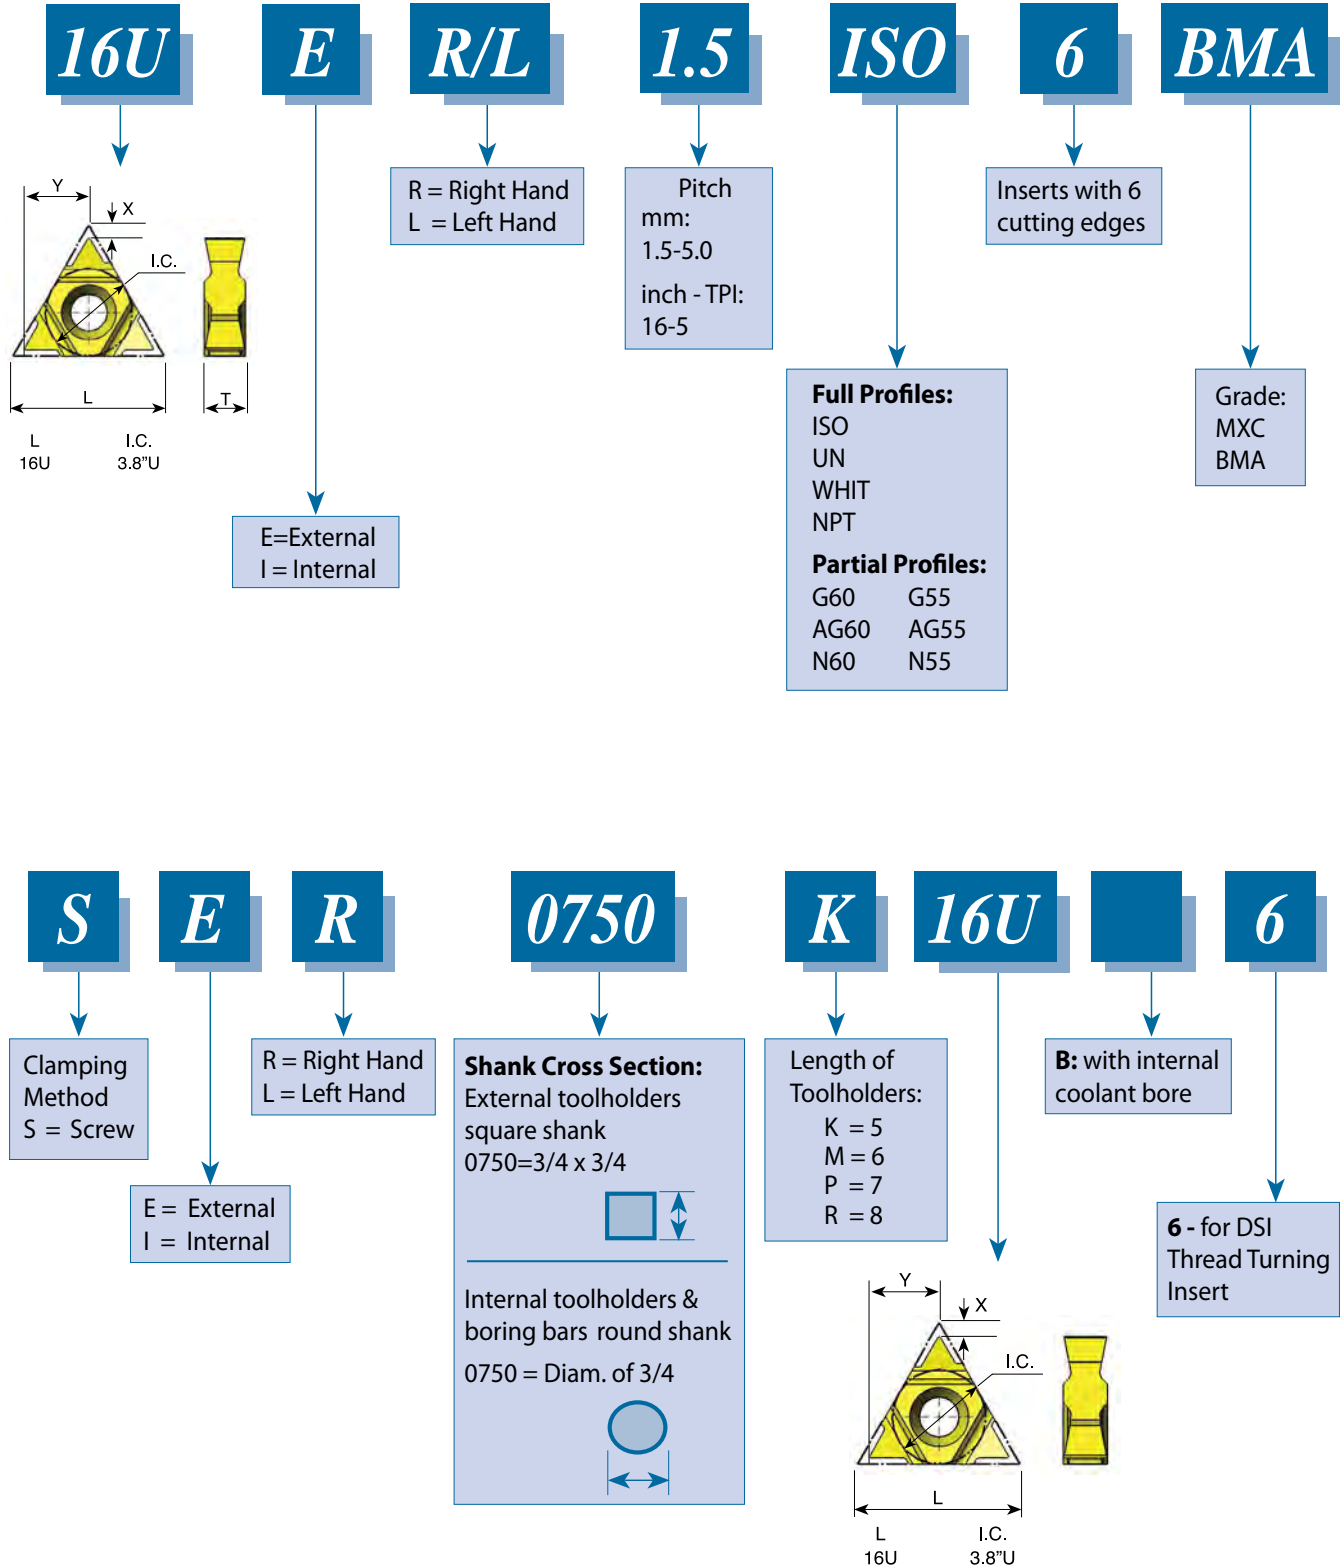 16U E R/L 1.5 ISO 6 BMA
Y
X
I.C.
L
T
L I.C.
16U 3.8”U
E=External
I = Internal
R = Right Hand
L = Left Hand
Pitch
mm:
1.5-5.0
inch - TPI:
16-5
Full Profiles:
ISO
UN
WHIT
NPT
Partial Profiles:
G60 G55
AG60 AG55
N60 N55
Inserts with 6
cutting edges
Grade:
MXC
BMA
S E R 0750 K 16U 6
Clamping
Method
S = Screw
E = External
I = Internal
R = Right Hand
L = Left Hand
Shank Cross Section:
External toolholders
square shank
0750=3/4 x 3/4
Internal toolholders &
boring bars round shank
0750 = Diam. of 3/4
Length of
Toolholders:
K = 5
M = 6
P = 7
R = 8
Y
X
I.C.
L
L I.C.
16U 3.8”U
B: with internal
coolant bore
6 - for DSI
Thread Turning
Insert